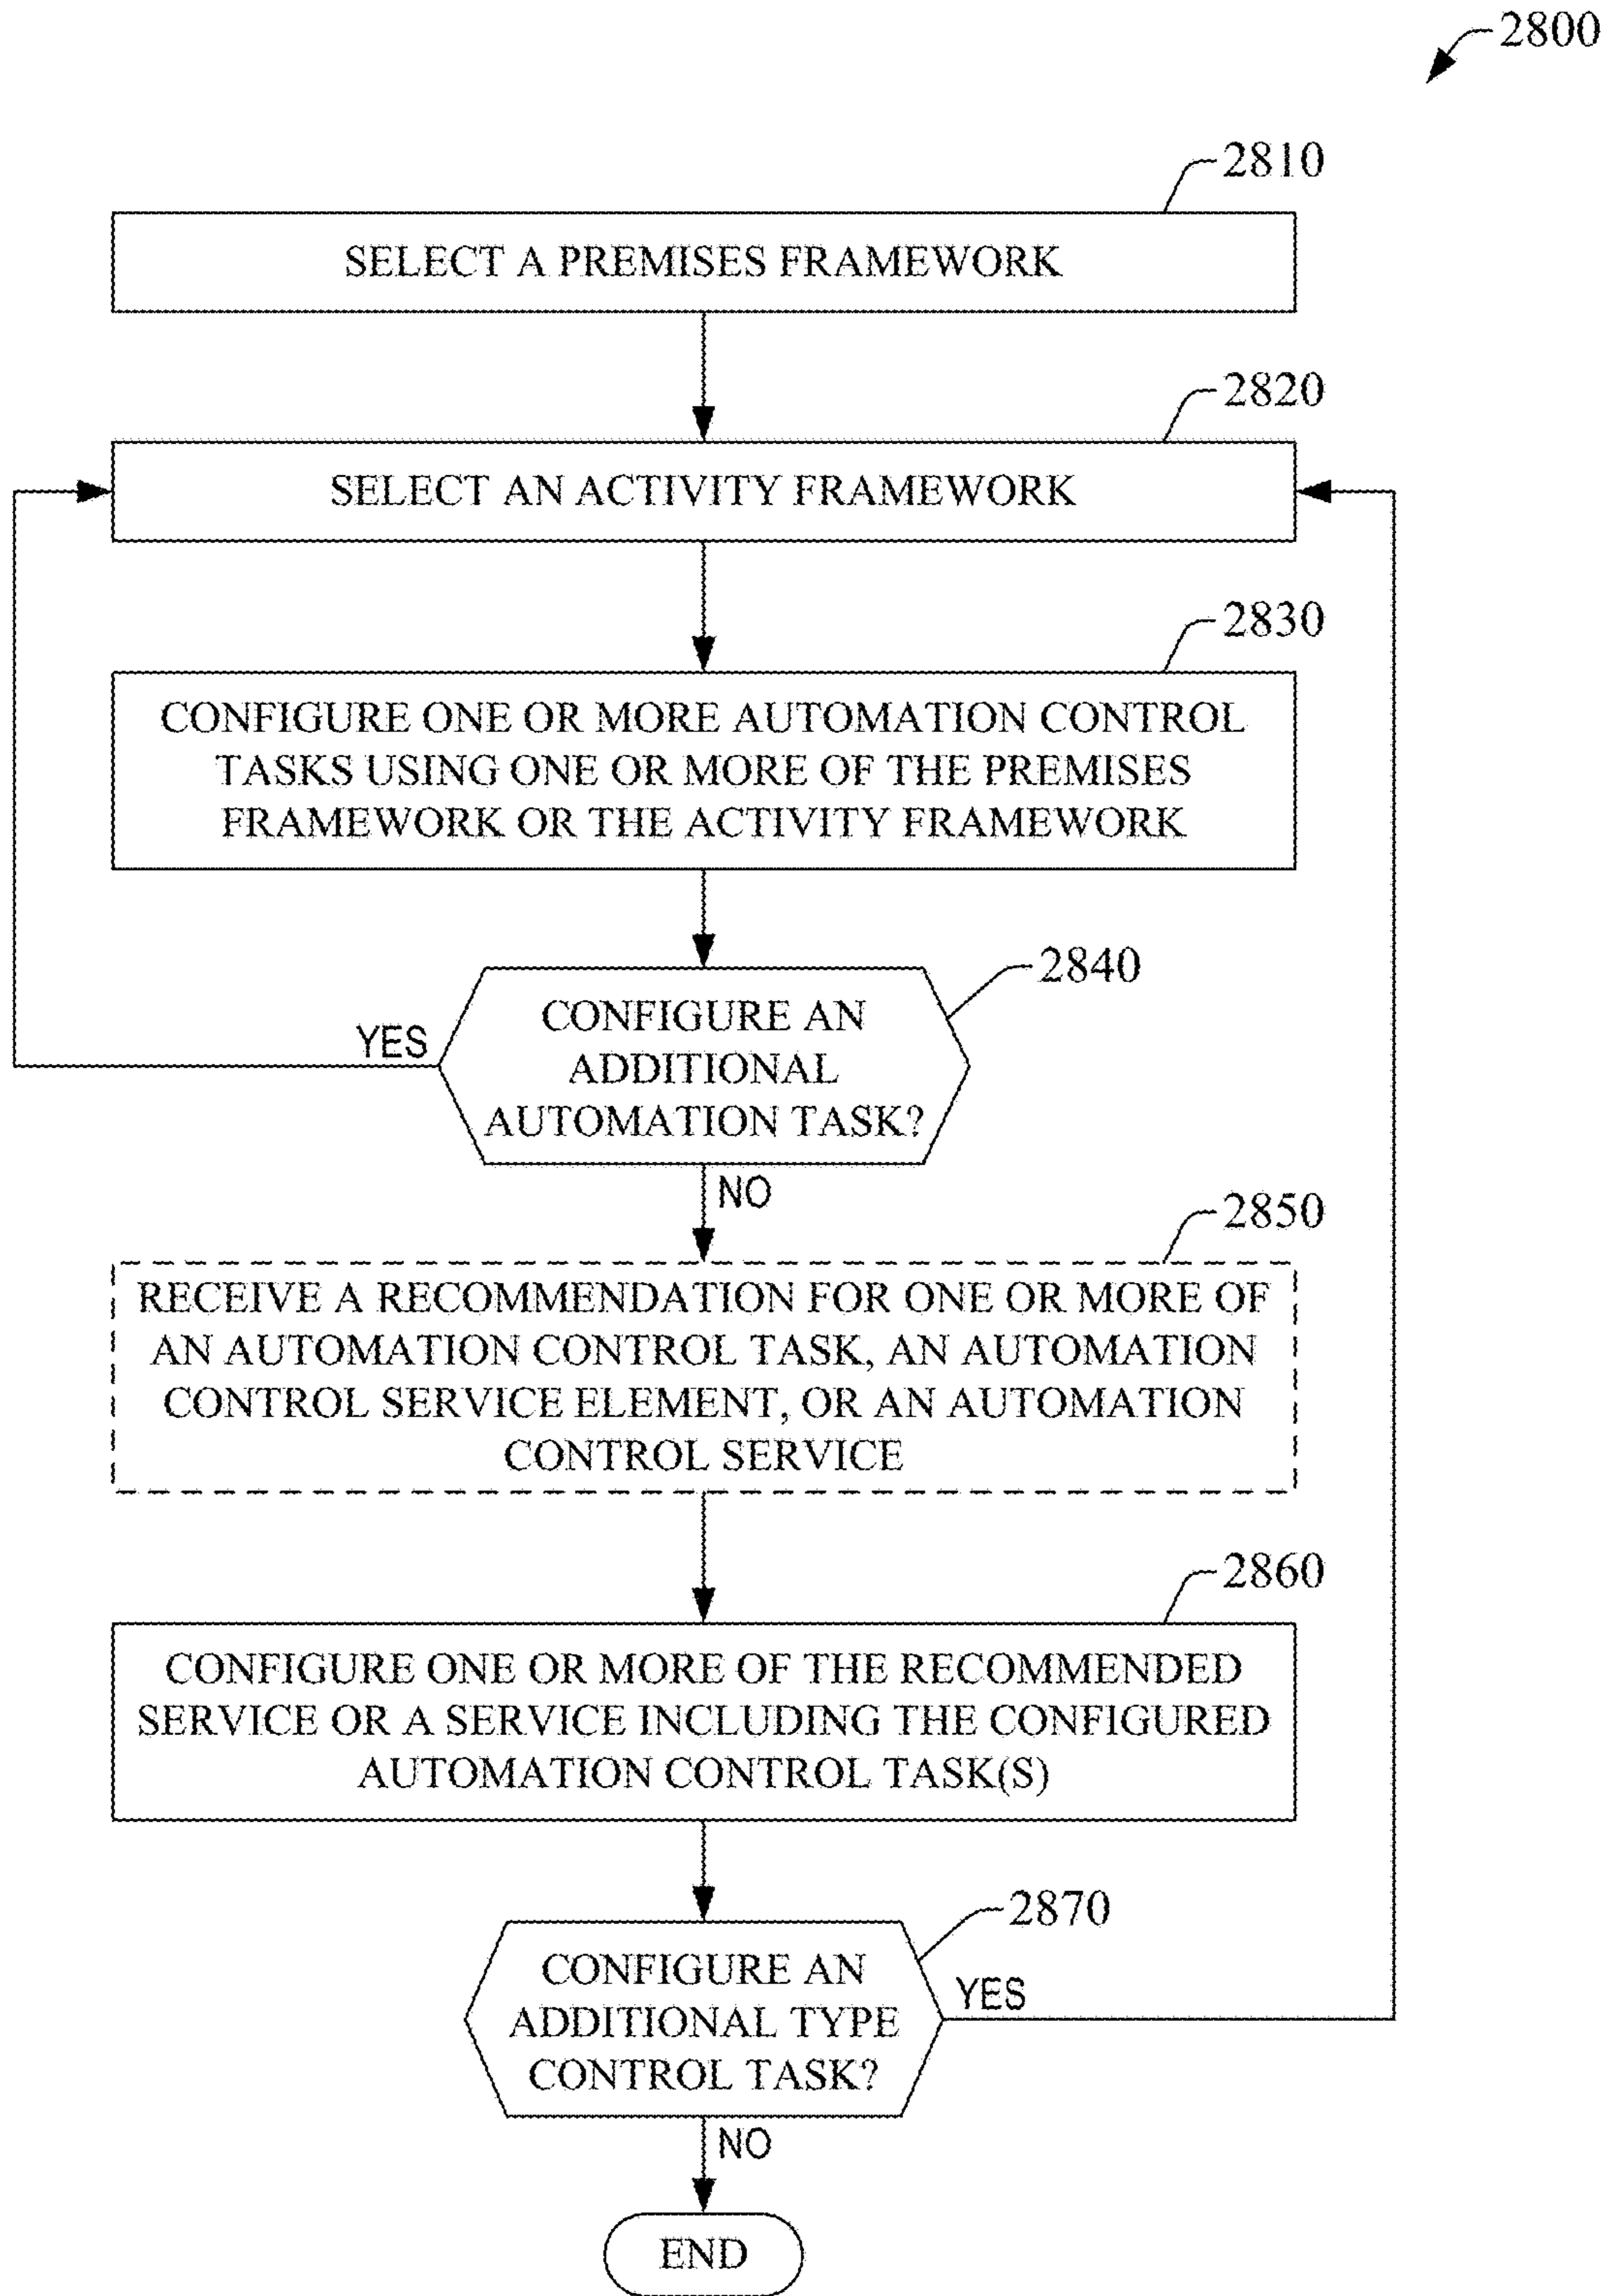 2800
2810
SELECT A PREMISES FRAMEWORK
2820
SELECT AN ACTIVITY FRAMEWORK
2830
CONFIGURE ONE OR MORE AUTOMATION CONTROL
TASKS USING ONE OR MORE OF THE PREMISES
FRAMEWORK OR THE ACTIVITY FRAMEWORK
2840
CONFIGURE AN
ADDITIONAL
AUTOMATION TASK?
YES
NO
2850
RECEIVE A RECOMMENDATION FOR ONE OR MORE OF
AN AUTOMATION CONTROL TASK, AN AUTOMATION
CONTROL SERVICE ELEMENT, OR AN AUTOMATION
CONTROL SERVICE
2860
CONFIGURE ONE OR MORE OF THE RECOMMENDED
SERVICE OR A SERVICE INCLUDING THE CONFIGURED
AUTOMATION CONTROL TASK(S)
2870
CONFIGURE AN
ADDITIONAL TYPE
CONTROL TASK?
YES
NO
END